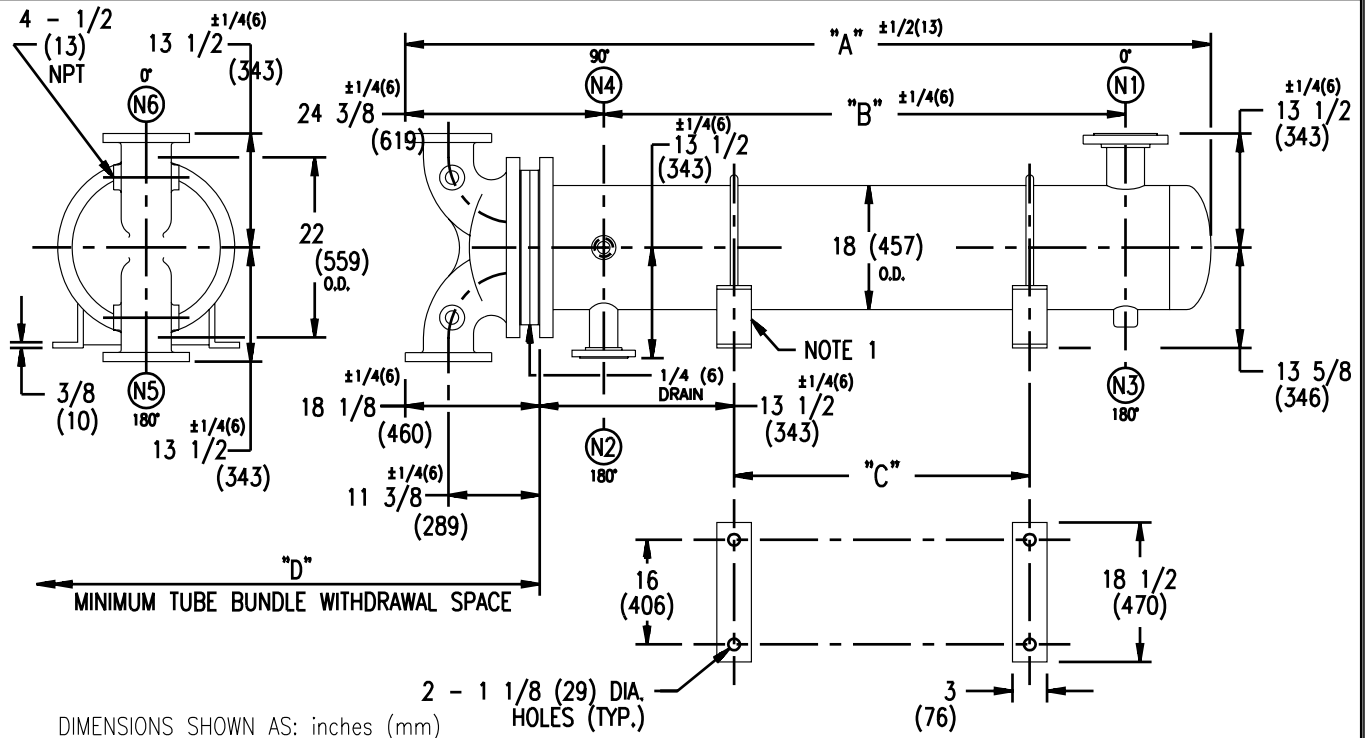 4 - 1/2
(13)
NPT
±1/4(6)
13 1/2
(343)
0°
N6
22
(559)
O.D.
3/8
(10)
N5
180°
±1/4(6)
13 1/2
(343)
"A" ±1/2(13)
±1/4(6)
24 3/8
(619)
90°
N4
"B" ±1/4(6)
0°
N1
±1/4(6)
13 1/2
(343)
±1/4(6)
13 1/2
(343)
18 (457)
O.D.
NOTE 1
1/4 (6)
DRAIN
±1/4(6)
18 1/8
(460)
±1/4(6)
13 1/2
(343)
N2
180°
N3
180°
13 5/8
(346)
±1/4(6)
11 3/8
(289)
"C"
"D"
MINIMUM TUBE BUNDLE WITHDRAWAL SPACE
16
(406)
18 1/2
(470)
2 - 1 1/8 (29) DIA.
HOLES (TYP.)
3
(76)
DIMENSIONS SHOWN AS: inches (mm)